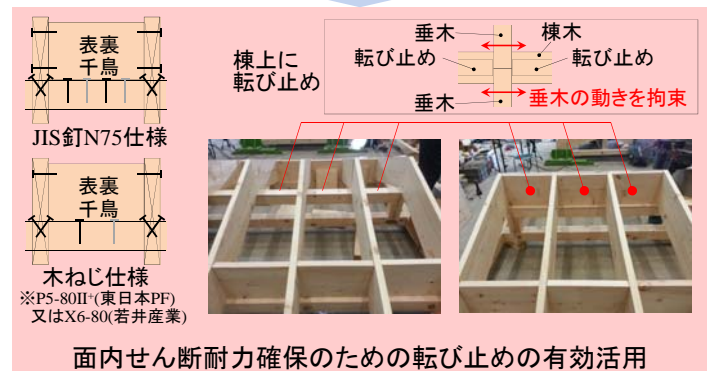 表裏
千鳥
JIS釘N75仕様
表裏
千鳥
木ねじ仕様
※P5-80II⁺(東日本PF)
又はX6-80(若井産業)
棟上に
転び止め
垂木
棟木
転び止め
転び止め
垂木
垂木の動きを拘束
面内せん断耐力確保のための転び止めの有効活用